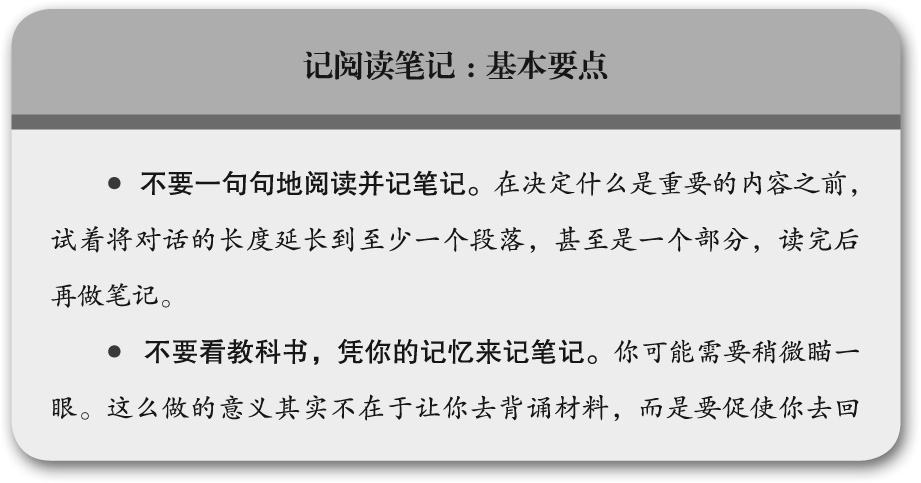 记阅读笔记：基本要点
● 不要一句句地阅读并记笔记。在决定什么是重要的内容之前，
试着将对话的长度延长到至少一个段落，甚至是一个部分，读完后
再做笔记。
● 不要看教科书，凭你的记忆来记笔记。你可能需要稍微瞄一
眼。这么做的意义其实不在于让你去背诵材料，而是要促使你去回